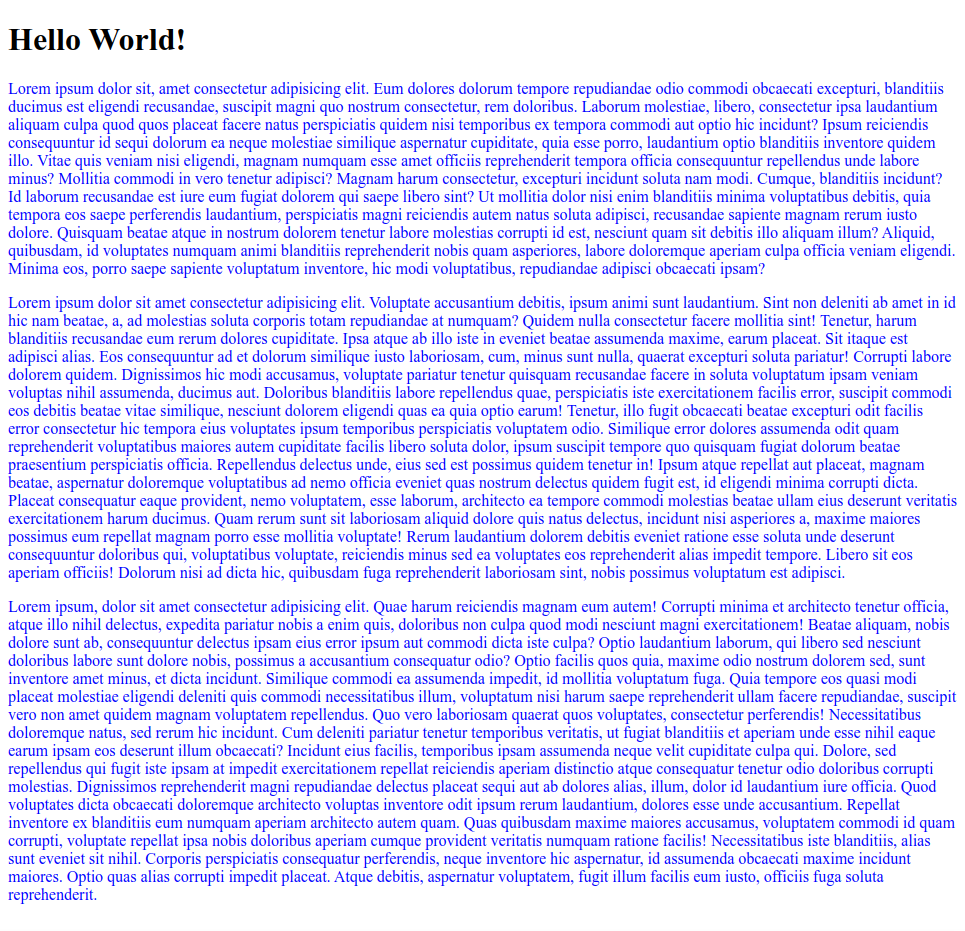 Hello World!
Lorem ipsum dolor sit, amet consectetur adipisicing elit. Eum dolores dolorum tempore repudiandae odio commodi obcaecati excepturi, blanditiis
ducimus est eligendi recusandae, suscipit magni quo nostrum consectetur, rem doloribus. Laborum molestiae, libero, consectetur ipsa laudantium
aliquam culpa quod quos placeat facere natus perspiciatis quidem nisi temporibus ex tempora commodi aut optio hic incidunt? Ipsum reiciendis
consequuntur id sequi dolorum ea neque molestiae similique aspernatur cupiditate, quia esse porro, laudantium optio blanditiis inventore quidem
illo. Vitae quis veniam nisi eligendi, magnam numquam esse amet officiis reprehenderit tempora officia consequuntur repellendus unde labore
minus? Mollitia commodi in vero tenetur adipisci? Magnam harum consectetur, excepturi incidunt soluta nam modi. Cumque, blanditiis incidunt?
Id laborum recusandae est iure eum fugiat dolorem qui saepe libero sint? Ut mollitia dolor nisi enim blanditiis minima voluptatibus debitis, quia
tempora eos saepe perferendis laudantium, perspiciatis magni reiciendis autem natus soluta adipisci, recusandae sapiente magnam rerum iusto
dolore. Quisquam beatae atque in nostrum dolorem tenetur labore molestias corrupti id est, nesciunt quam sit debitis illo aliquam illum? Aliquid,
quibusdam, id voluptates numquam animi blanditiis reprehenderit nobis quam asperiores, labore doloremque aperiam culpa officia veniam eligendi.
Minima eos, porro saepe sapiente voluptatum inventore, hic modi voluptatibus, repudiandae adipisci obcaecati ipsam?
Lorem ipsum dolor sit amet consectetur adipisicing elit. Voluptate accusantium debitis, ipsum animi sunt laudantium. Sint non deleniti ab amet in id
hic nam beatae, a, ad molestias soluta corporis totam repudiandae at numquam? Quidem nulla consectetur facere mollitia sint! Tenetur, harum
blanditiis recusandae eum rerum dolores cupiditate. Ipsa atque ab illo iste in eveniet beatae assumenda maxime, earum placeat. Sit itaque est
adipisci alias. Eos consequuntur ad et dolorum similique iusto laboriosam, cum, minus sunt nulla, quaerat excepturi soluta pariatur! Corrupti labore
dolorem quidem. Dignissimos hic modi accusamus, voluptate pariatur tenetur quisquam recusandae facere in soluta voluptatum ipsam veniam
voluptas nihil assumenda, ducimus aut. Doloribus blanditiis labore repellendus quae, perspiciatis iste exercitationem facilis error, suscipit commodi
eos debitis beatae vitae similique, nesciunt dolorem eligendi quas ea quia optio earum! Tenetur, illo fugit obcaecati beatae excepturi odit facilis
error consectetur hic tempora eius voluptates ipsum temporibus perspiciatis voluptatem odio. Similique error dolores assumenda odit quam
reprehenderit voluptatibus maiores autem cupiditate facilis libero soluta dolor, ipsum suscipit tempore quo quisquam fugiat dolorum beatae
praesentium perspiciatis officia. Repellendus delectus unde, eius sed est possimus quidem tenetur in! Ipsum atque repellat aut placeat, magnam
beatae, aspernatur doloremque voluptatibus ad nemo officia eveniet quas nostrum delectus quidem fugit est, id eligendi minima corrupti dicta.
Placeat consequatur eaque provident, nemo voluptatem, esse laborum, architecto ea tempore commodi molestias beatae ullam eius deserunt veritatis
exercitationem harum ducimus. Quam rerum sunt sit laboriosam aliquid dolore quis natus delectus, incidunt nisi asperiores a, maxime maiores
possimus eum repellat magnam porro esse mollitia voluptate! Rerum laudantium dolorem debitis eveniet ratione esse soluta unde deserunt
consequuntur doloribus qui, voluptatibus voluptate, reiciendis minus sed ea voluptates eos reprehenderit alias impedit tempore. Libero sit eos
aperiam officiis! Dolorum nisi ad dicta hic, quibusdam fuga reprehenderit laboriosam sint, nobis possimus voluptatum est adipisci.
Lorem ipsum, dolor sit amet consectetur adipisicing elit. Quae harum reiciendis magnam eum autem! Corrupti minima et architecto tenetur officia,
atque illo nihil delectus, expedita pariatur nobis a enim quis, doloribus non culpa quod modi nesciunt magni exercitationem! Beatae aliquam, nobis
dolore sunt ab, consequuntur delectus ipsam eius error ipsum aut commodi dicta iste culpa? Optio laudantium laborum, qui libero sed nesciunt
doloribus labore sunt dolore nobis, possimus a accusantium consequatur odio? Optio facilis quos quia, maxime odio nostrum dolorem sed, sunt
inventore amet minus, et dicta incidunt. Similique commodi ea assumenda impedit, id mollitia voluptatum fuga. Quia tempore eos quasi modi
placeat molestiae eligendi deleniti quis commodi necessitatibus illum, voluptatum nisi harum saepe reprehenderit ullam facere repudiandae, suscipit
vero non amet quidem magnam voluptatem repellendus. Quo vero laboriosam quaerat quos voluptates, consectetur perferendis! Necessitatibus
doloremque natus, sed rerum hic incidunt. Cum deleniti pariatur tenetur temporibus veritatis, ut fugiat blanditiis et aperiam unde esse nihil eaque
earum ipsam eos deserunt illum obcaecati? Incidunt eius facilis, temporibus ipsam assumenda neque velit cupiditate culpa qui. Dolore, sed
repellendus qui fugit iste ipsam at impedit exercitationem repellat reiciendis aperiam distinctio atque consequatur tenetur odio doloribus corrupti
molestias. Dignissimos reprehenderit magni repudiandae delectus placeat sequi aut ab dolores alias, illum, dolor id laudantium iure officia. Quod
voluptates dicta obcaecati doloremque architecto voluptas inventore odit ipsum rerum laudantium, dolores esse unde accusantium. Repellat
inventore ex blanditiis eum numquam aperiam architecto autem quam. Quas quibusdam maxime maiores accusamus, voluptatem commodi id quam
corrupti, voluptate repellat ipsa nobis doloribus aperiam cumque provident veritatis numquam ratione facilis! Necessitatibus iste blanditiis, alias
sunt eveniet sit nihil. Corporis perspiciatis consequatur perferendis, neque inventore hic aspernatur, id assumenda obcaecati maxime incidunt
maiores. Optio quas alias corrupti impedit placeat. Atque debitis, aspernatur voluptatem, fugit illum facilis eum iusto, officiis fuga soluta
reprehenderit.